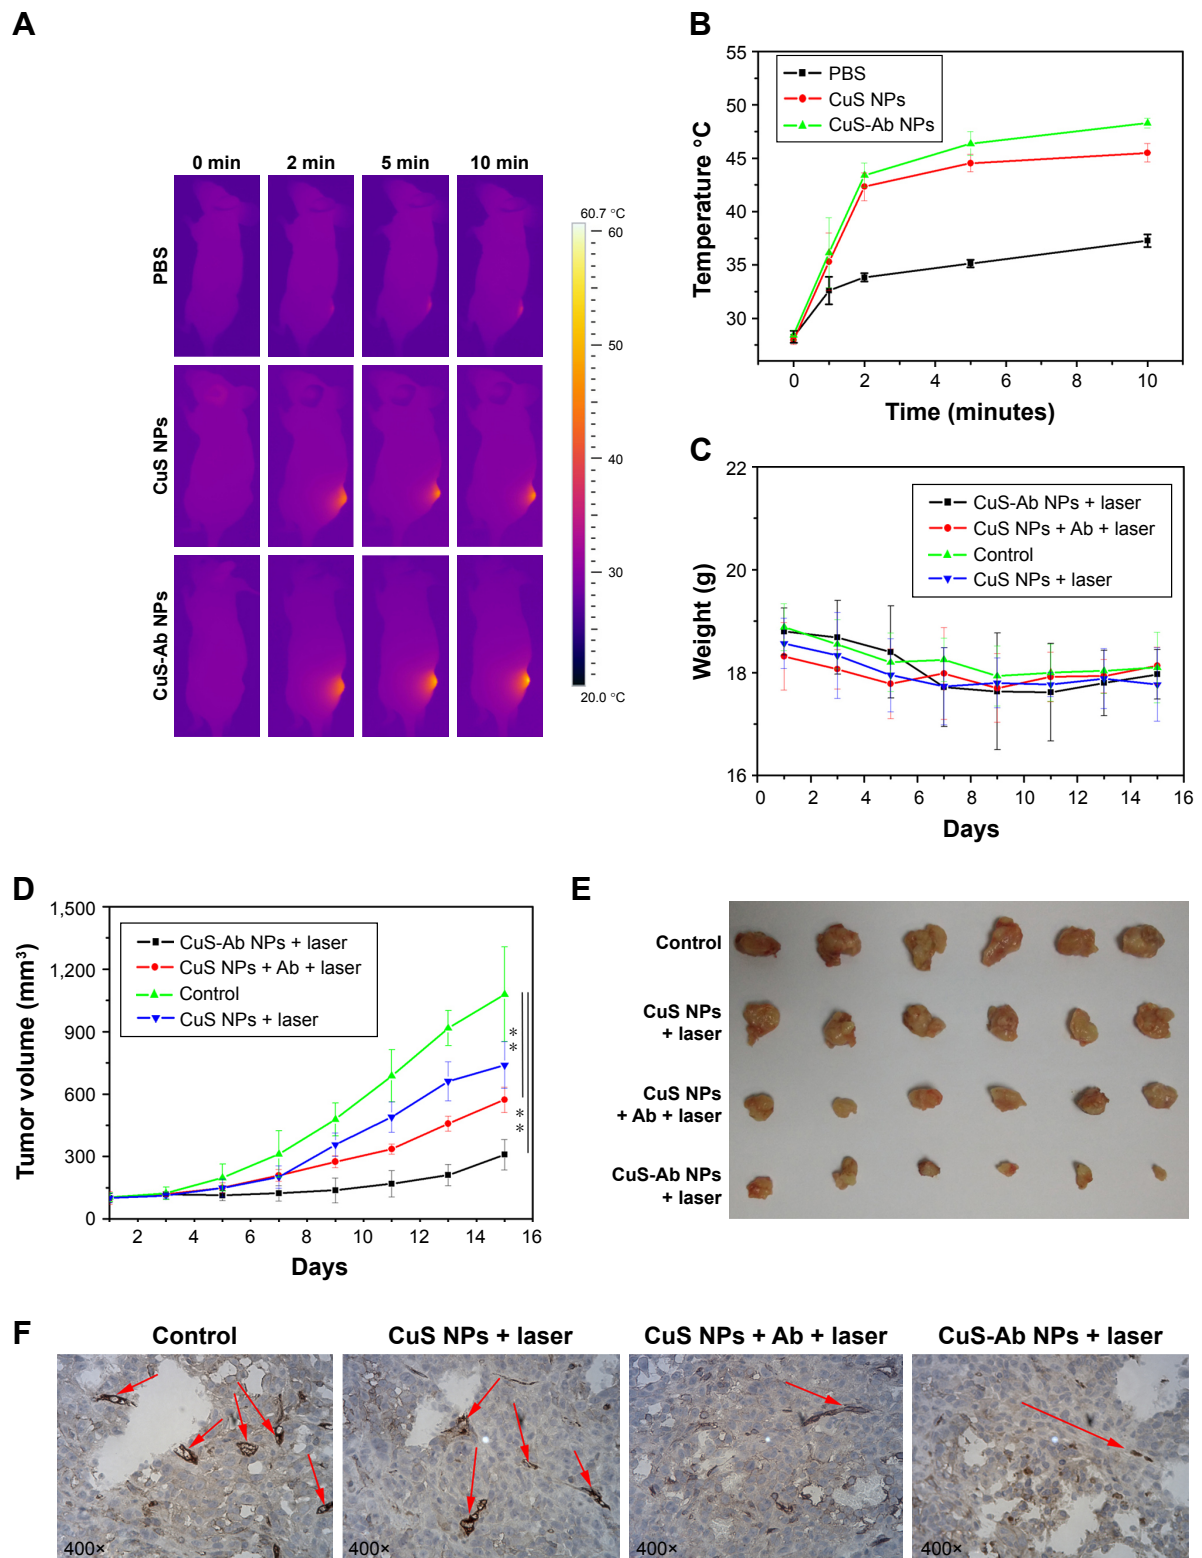 A
0 min 2 min 5 min 10 min
PBS
CuS NPs
CuS-Ab NPs
60.7 °C
60
50
40
30
20.0 °C
B
Temperature °C
55
50
45
40
35
30
PBS
CuS NPs
CuS-Ab NPs
0 2 4 6 8 10
Time (minutes)
C
Weight (g)
22
20
18
16
CuS-Ab NPs + laser
CuS NPs + Ab + laser
Control
CuS NPs + laser
0 2 4 6 8 10 12 14 16
Days
D
Tumor volume (mm³)
1,500
1,200
900
600
300
0
CuS-Ab NPs + laser
CuS NPs + Ab + laser
Control
CuS NPs + laser
**
**
2 4 6 8 10 12 14 16
Days
E
Control
CuS NPs
+ laser
CuS NPs
+ Ab + laser
CuS-Ab NPs
+ laser
F
Control CuS NPs + laser CuS NPs + Ab + laser CuS-Ab NPs + laser
400× 400× 400× 400×